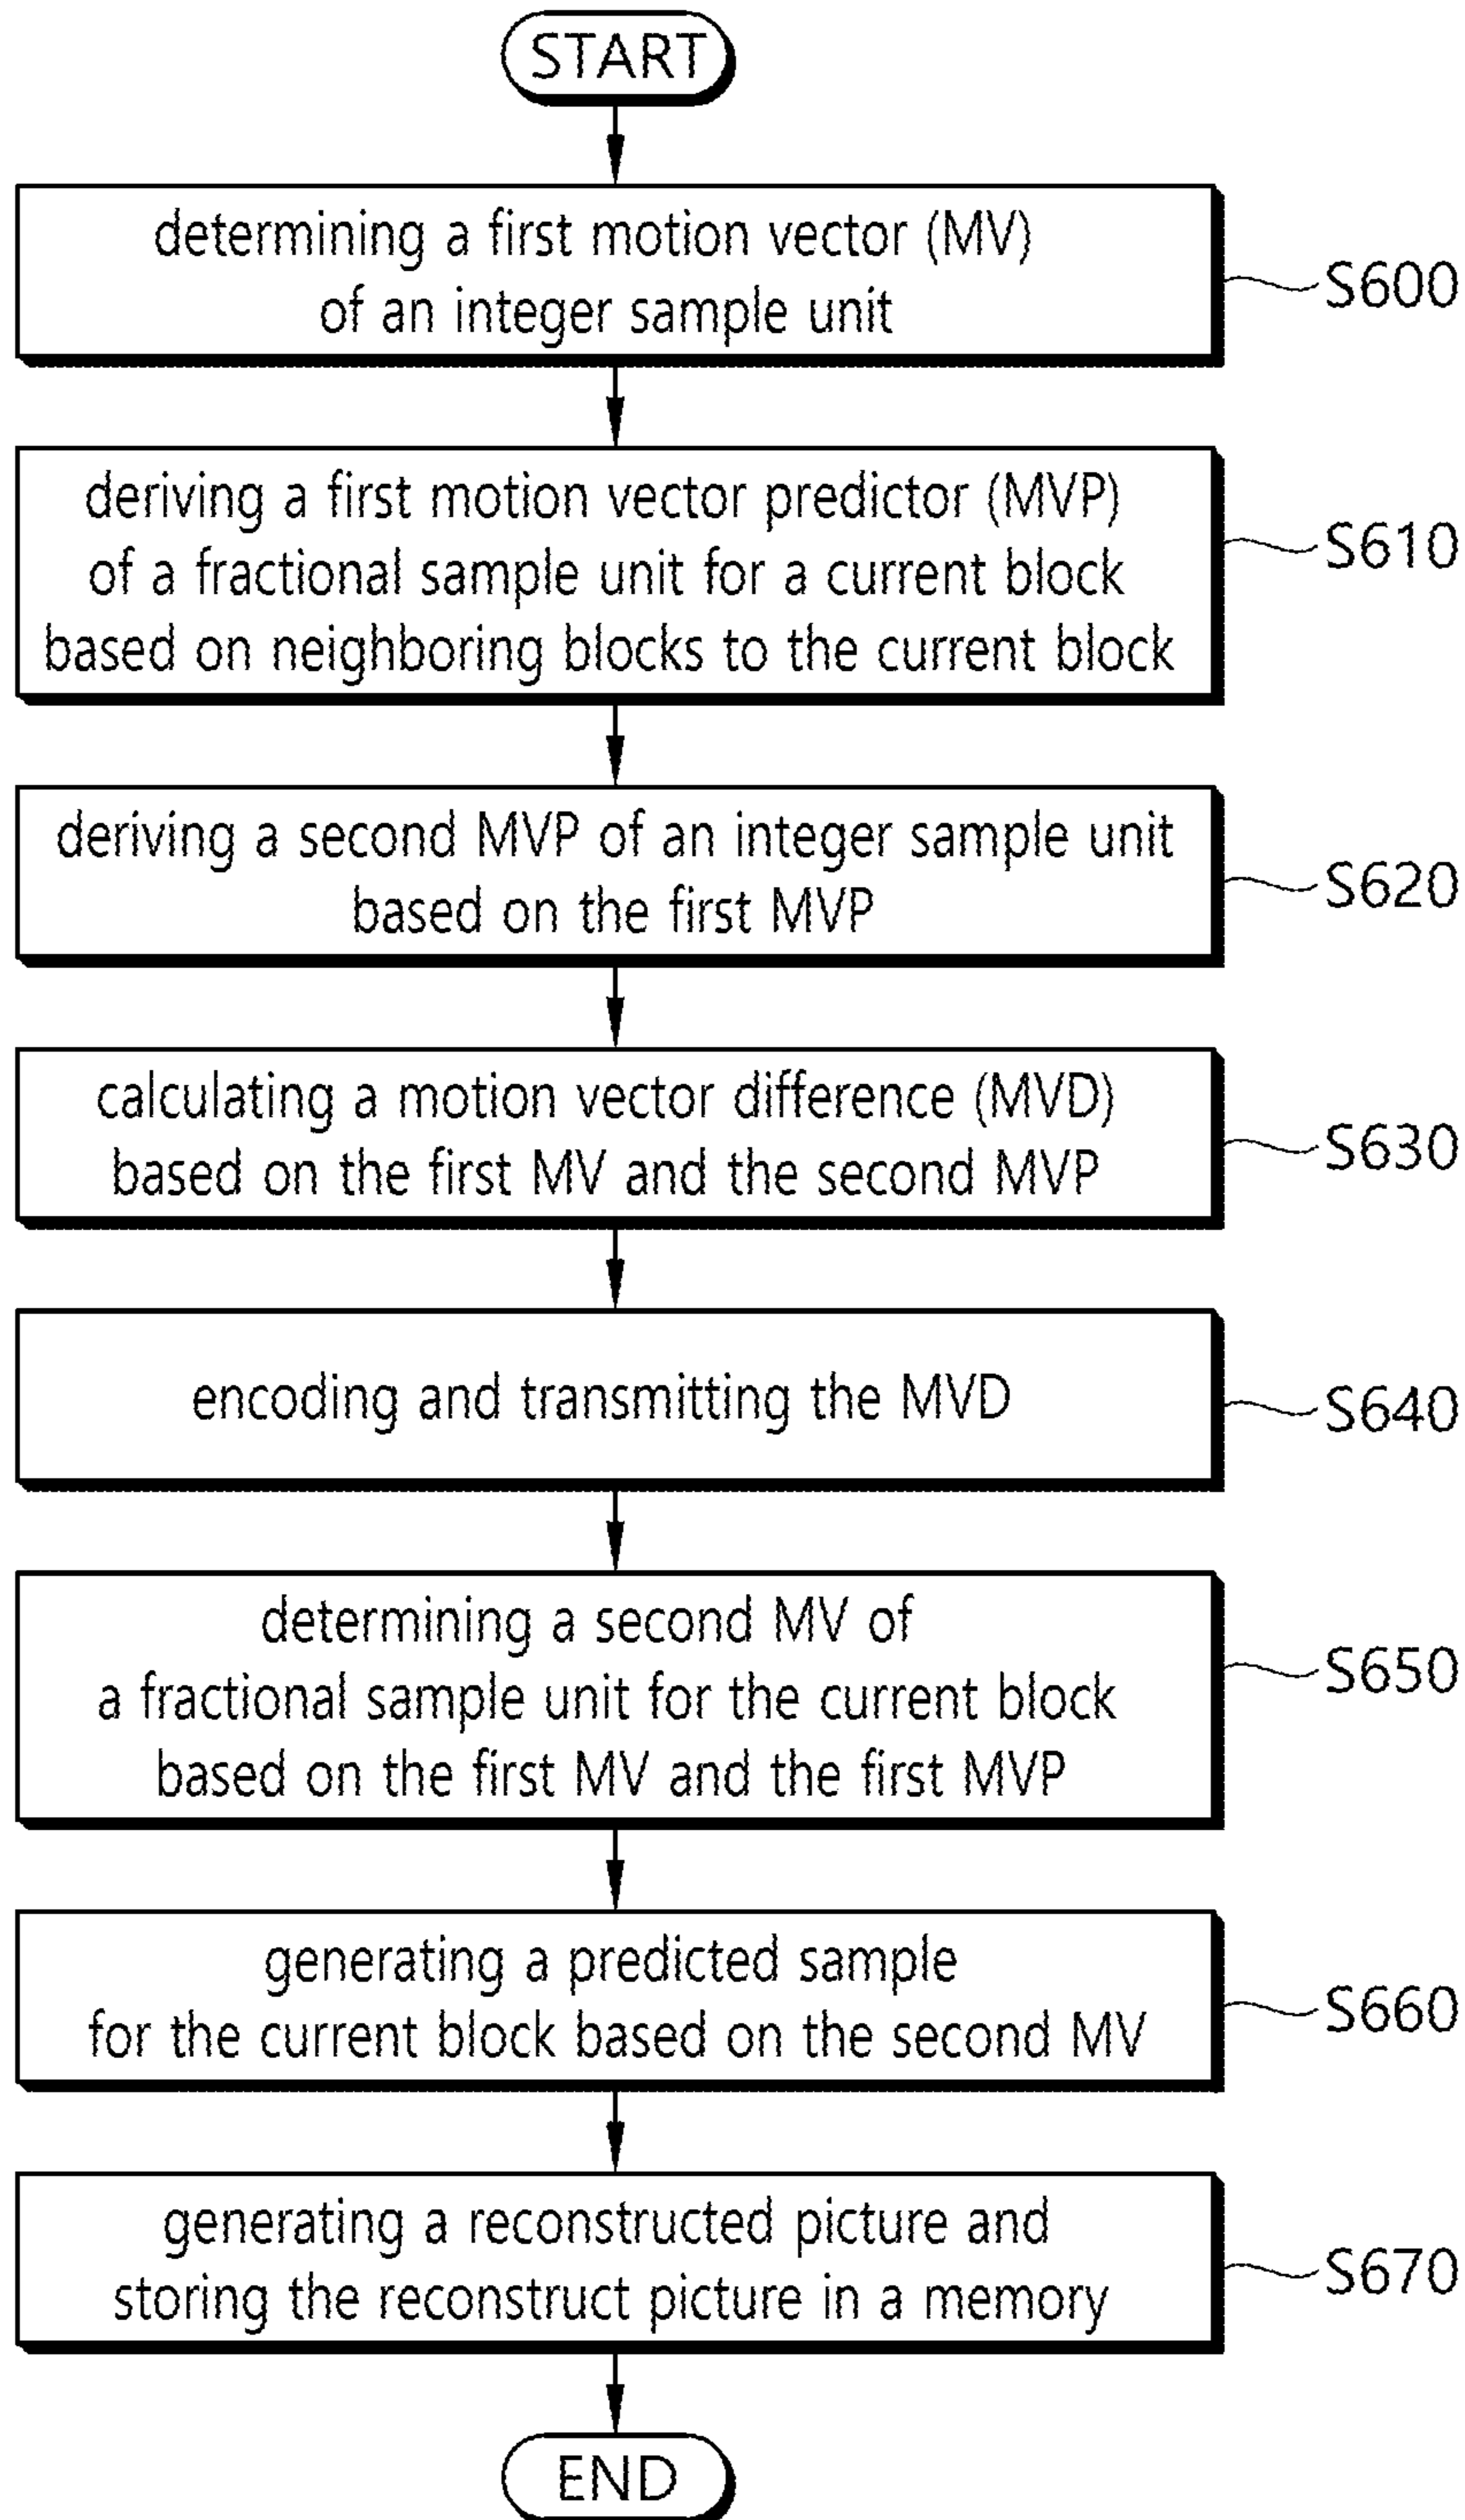 START
determining a first motion vector (MV)
of an integer sample unit
S600
deriving a first motion vector predictor (MVP)
of a fractional sample unit for a current block
based on neighboring blocks to the current block
S610
deriving a second MVP of an integer sample unit
based on the first MVP
S620
calculating a motion vector difference (MVD)
based on the first MV and the second MVP
S630
encoding and transmitting the MVD
S640
determining a second MV of
a fractional sample unit for the current block
based on the first MV and the first MVP
S650
generating a predicted sample
for the current block based on the second MV
S660
generating a reconstructed picture and
storing the reconstruct picture in a memory
S670
END